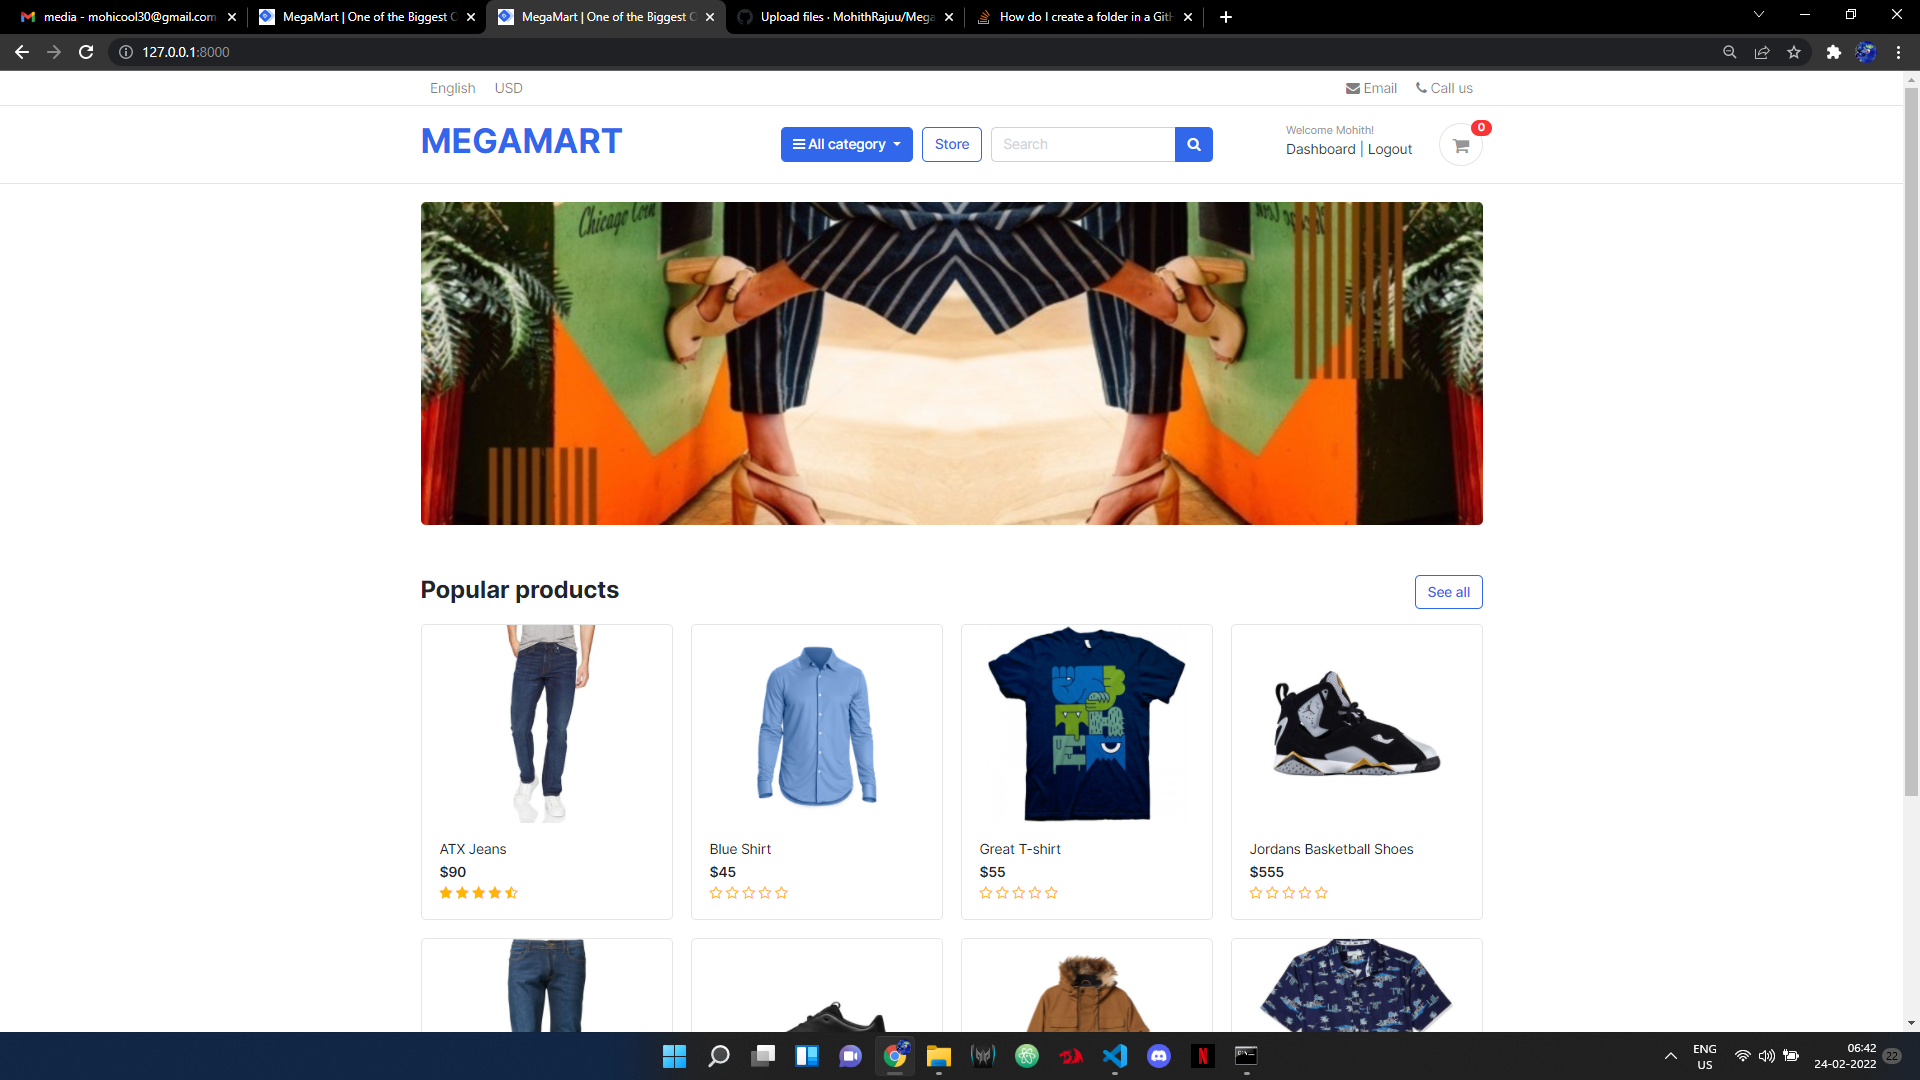 media - mohicool30@gmail.com
MegaMart | One of the Biggest O
MegaMart | One of the Biggest O
Upload files · MohithRajuu/Mega
How do I create a folder in a Git
127.0.0.1:8000
English USD
Email Call us
MEGAMART
All category
Store
Search
Welcome Mohith!
Dashboard | Logout
0
Chicago Coin
Popular products
See all
ATX Jeans
$90
Blue Shirt
$45
Great T-shirt
$55
Jordans Basketball Shoes
$555
ENG
US
06:42
24-02-2022
22